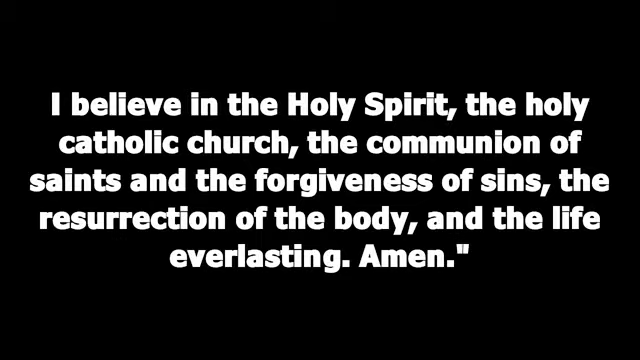 I believe in the Holy Spirit, the holy
catholic church, the communion of
saints and the forgiveness of sins, the
resurrection of the body, and the life
everlasting. Amen."